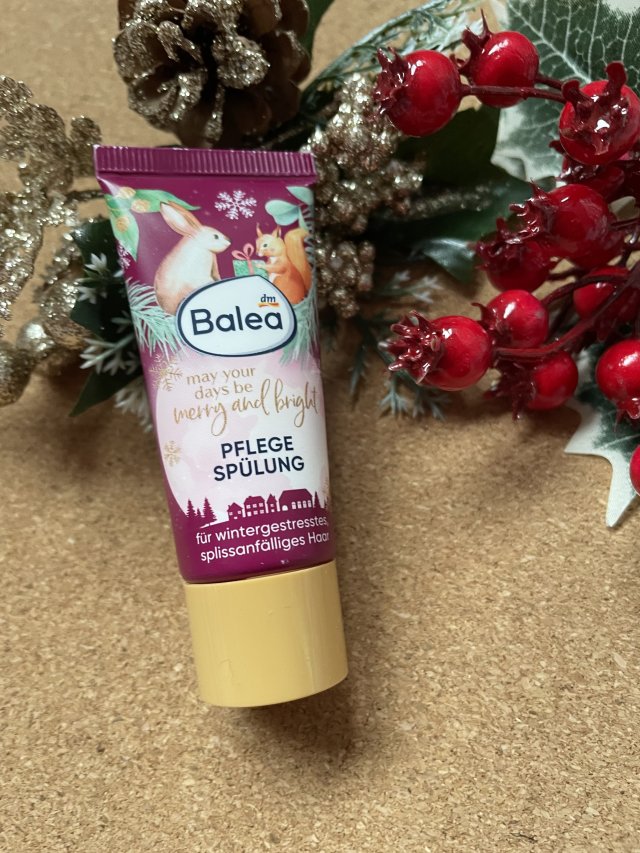 dm
Balea
may your
days be
merry and bright
PFLEGE
SPÜLUNG
für wintergestresstes,
splissanfälliges Haar